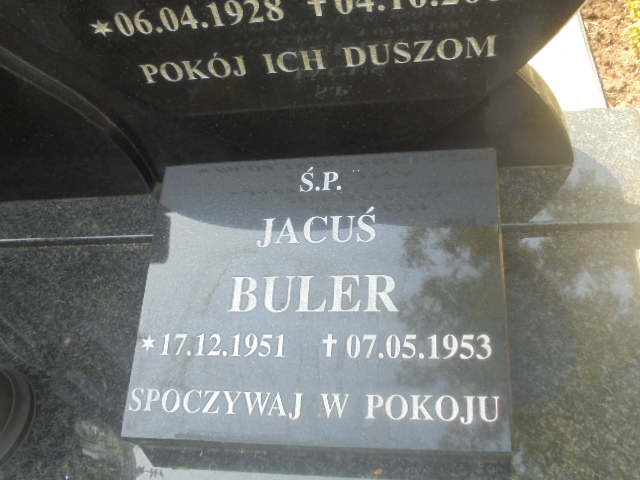 *06.04.1928
POKÓJ ICH DUSZOM
Ś.P.
JACUŚ
BULER
*17.12.1951 †07.05.1953
SPOCZYWAJ W POKOJU